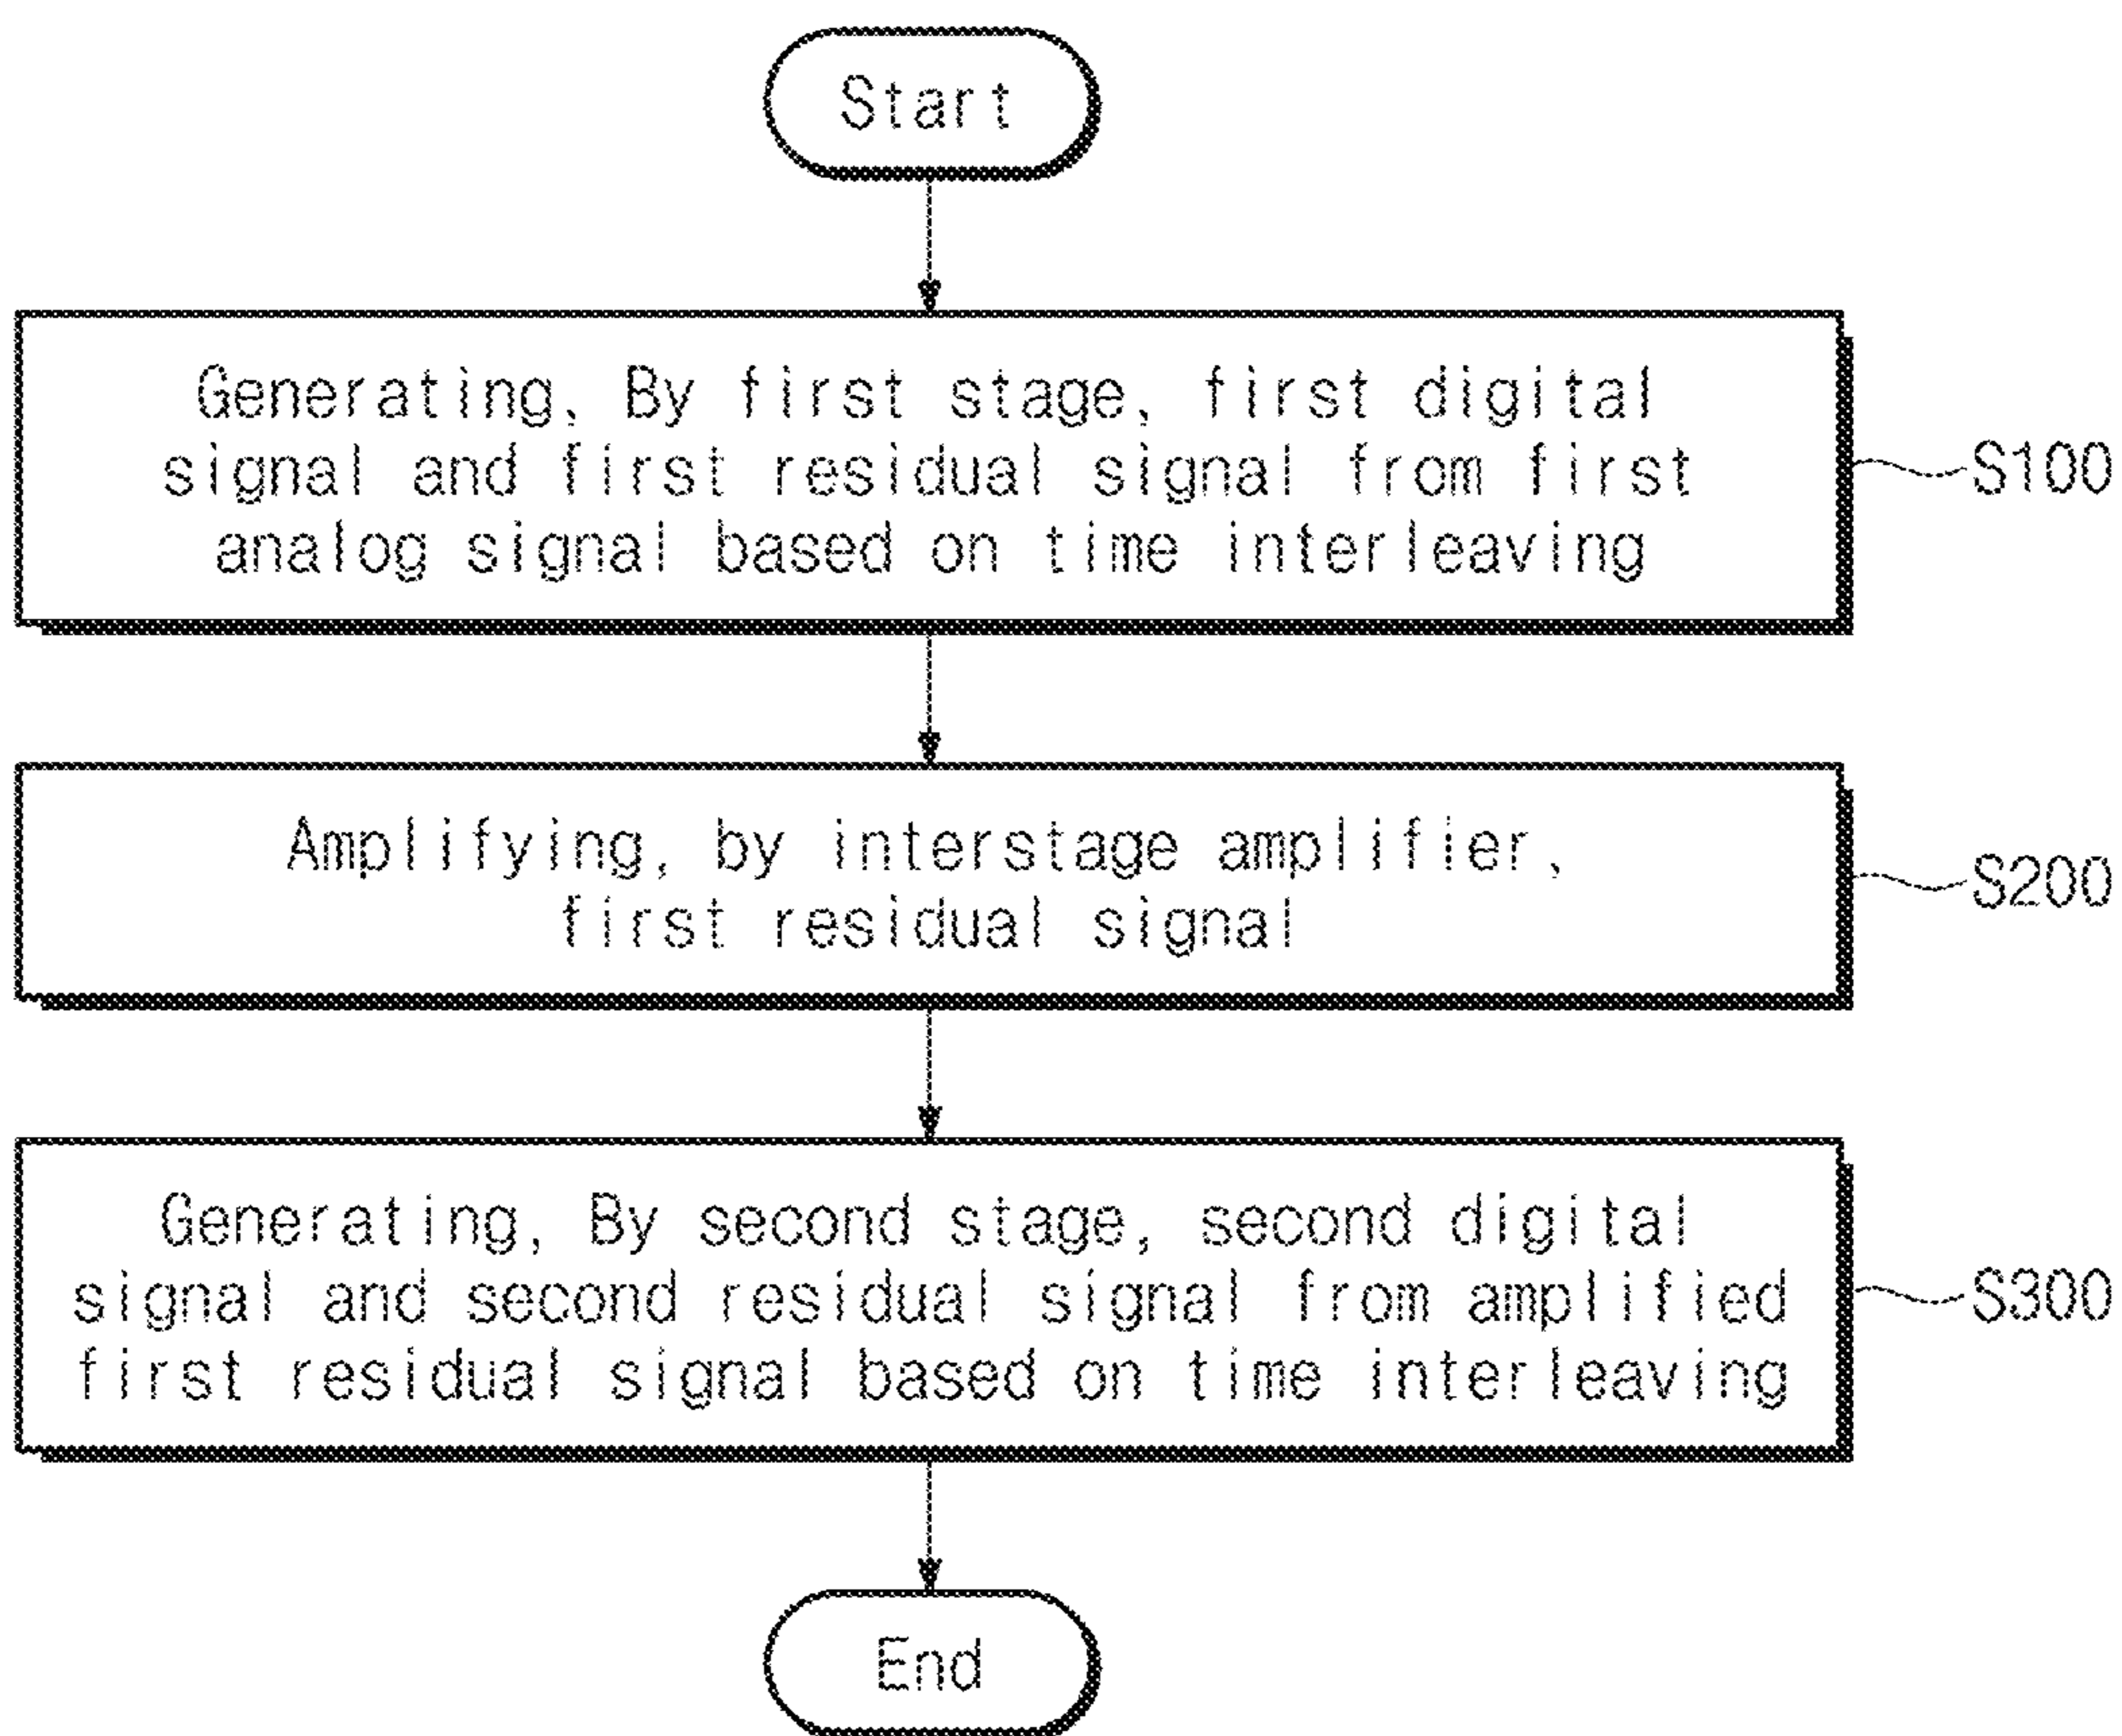 Start
Generating, By first stage, first digital
signal and first residual signal from first
analog signal based on time interleaving
S100
Amplifying, by interstage amplifier,
first residual signal
S200
Generating, By second stage, second digital
signal and second residual signal from amplified
first residual signal based on time interleaving
S300
End